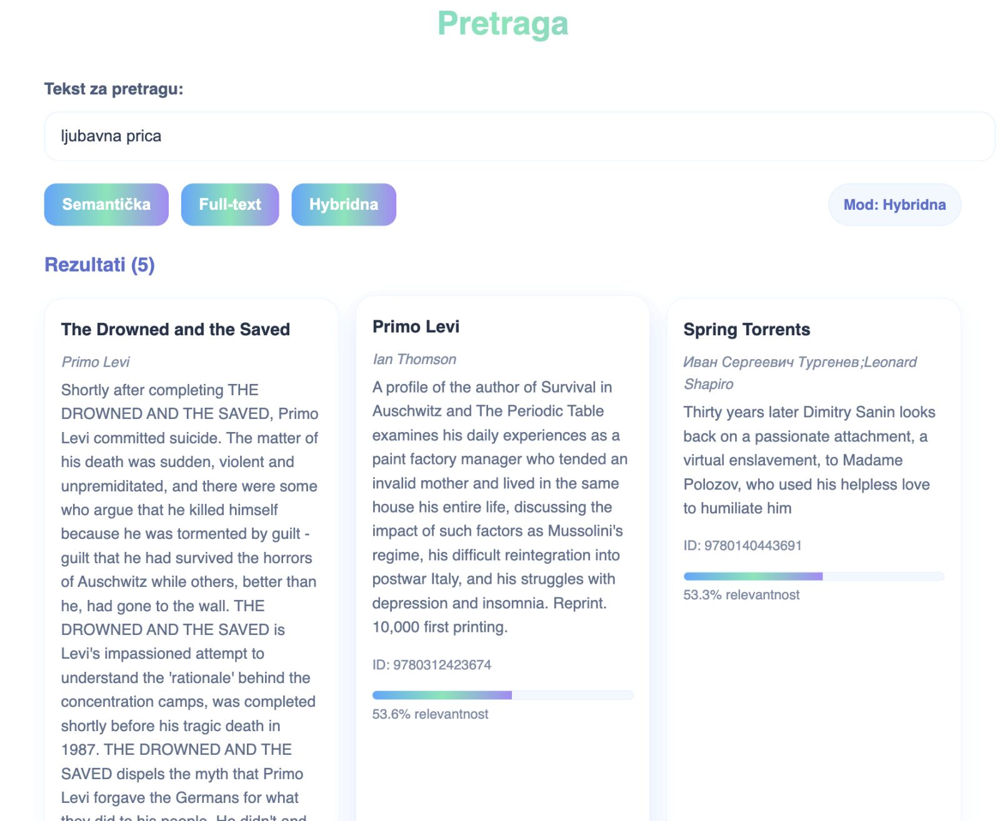 Pretraga
Tekst za pretragu:
ljubavna prica
Semantička
Full-text
Hybridna
Mod: Hybridna
Rezultati (5)
The Drowned and the Saved
Primo Levi
Shortly after completing THE
DROWNED AND THE SAVED, Primo
Levi committed suicide. The matter of
his death was sudden, violent and
unpremiditated, and there were some
who argue that he killed himself
because he was tormented by guilt -
guilt that he had survived the horrors
of Auschwitz while others, better than
he, had gone to the wall. THE
DROWNED AND THE SAVED is
Levi's impassioned attempt to
understand the 'rationale' behind the
concentration camps, was completed
shortly before his tragic death in
1987. THE DROWNED AND THE
SAVED dispels the myth that Primo
Levi forgave the Germans for what
they did to his people. He didn't and
Primo Levi
Ian Thomson
A profile of the author of Survival in
Auschwitz and The Periodic Table
examines his daily experiences as a
paint factory manager who tended an
invalid mother and lived in the same
house his entire life, discussing the
impact of such factors as Mussolini's
regime, his difficult reintegration into
postwar Italy, and his struggles with
depression and insomnia. Reprint.
10,000 first printing.
ID: 9780312423674
53.6% relevantnost
Spring Torrents
Иван Сергеевич Тургенев;Leonard
Shapiro
Thirty years later Dimitry Sanin looks
back on a passionate attachment, a
virtual enslavement, to Madame
Polozov, who used his helpless love
to humiliate him
ID: 9780140443691
53.3% relevantnost